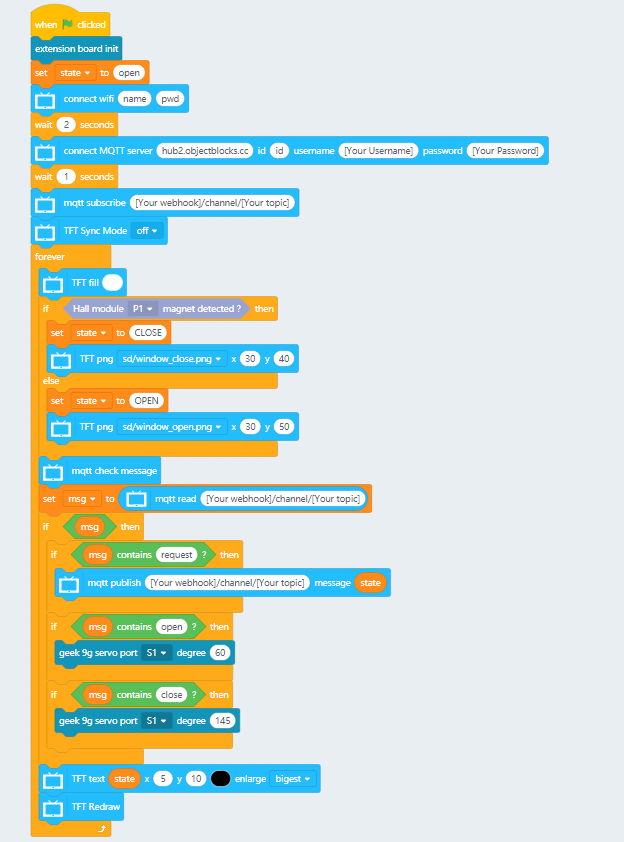 when clicked
extension board init
set state to open
connect wifi name pwd
wait 2 seconds
connect MQTT server hub2.objectblocks.cc id id username [Your Username] password [Your Password]
wait 1 seconds
mqtt subscribe [Your webhook]/channel/[Your topic]
TFT Sync Mode off
forever
TFT fill
if Hall module P1 magnet detected ? then
set state to CLOSE
TFT png sd/window_close.png x 30 y 40
else
set state to OPEN
TFT png sd/window_open.png x 30 y 50
mqtt check message
set msg to mqtt read [Your webhook]/channel/[Your topic]
if msg then
if msg contains request ? then
mqtt publish [Your webhook]/channel/[Your topic] message state
if msg contains open ? then
geek 9g servo port S1 degree 60
if msg contains close ? then
geek 9g servo port S1 degree 145
TFT text state x 5 y 10 enlarge bigest
TFT Redraw